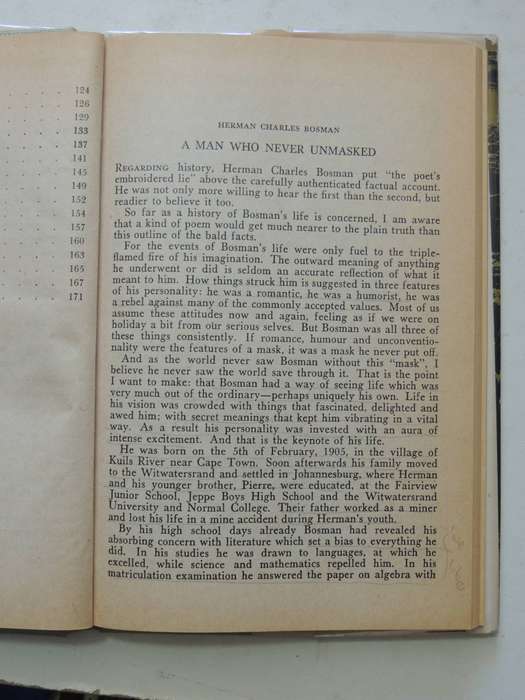 124
126
129
133
137
141
145
149
152
154
157
160
163
165
167
171
HERMAN CHARLES BOSMAN
A MAN WHO NEVER UNMASKED
REGARDING history, Herman Charles Bosman put "the poet's
embroidered lie" above the carefully authenticated factual account.
He was not only more willing to hear the first than the second, but
readier to believe it too.
So far as a history of Bosman's life is concerned, I am aware
that a kind of poem would get much nearer to the plain truth than
this outline of the bald facts.
For the events of Bosman's life were only fuel to the triple-
flamed fire of his imagination. The outward meaning of anything
he underwent or did is seldom an accurate reflection of what it
meant to him. How things struck him is suggested in three features
of his personality: he was a romantic, he was a humorist, he was
a rebel against many of the commonly accepted values. Most of us
assume these attitudes now and again, feeling as if we were on
holiday a bit from our serious selves. But Bosman was all three of
these things consistently. If romance, humour and unconventio-
nality were the features of a mask, it was a mask he never put off.
And as the world never saw Bosman without this "mask", I
believe he never saw the world save through it. That is the point
I want to make: that Bosman had a way of seeing life which was
very much out of the ordinary—perhaps uniquely his own. Life in
his vision was crowded with things that fascinated, delighted and
awed him; with secret meanings that kept him vibrating in a vital
way. As a result his personality was invested with an aura of
intense excitement. And that is the keynote of his life.
He was born on the 5th of February, 1905, in the village of
Kuils River near Cape Town. Soon afterwards his family moved
to the Witwatersrand and settled in Johannesburg, where Herman
and his younger brother, Pierre, were educated, at the Fairview
Junior School, Jeppe Boys High School and the Witwatersrand
University and Normal College. Their father worked as a miner
and lost his life in a mine accident during Herman's youth.
By his high school days already Bosman had revealed his
absorbing concern with literature which set a bias to everything he
did. In his studies he was drawn to languages, at which he
excelled, while science and mathematics repelled him. In his
matriculation examination he answered the paper on algebra with